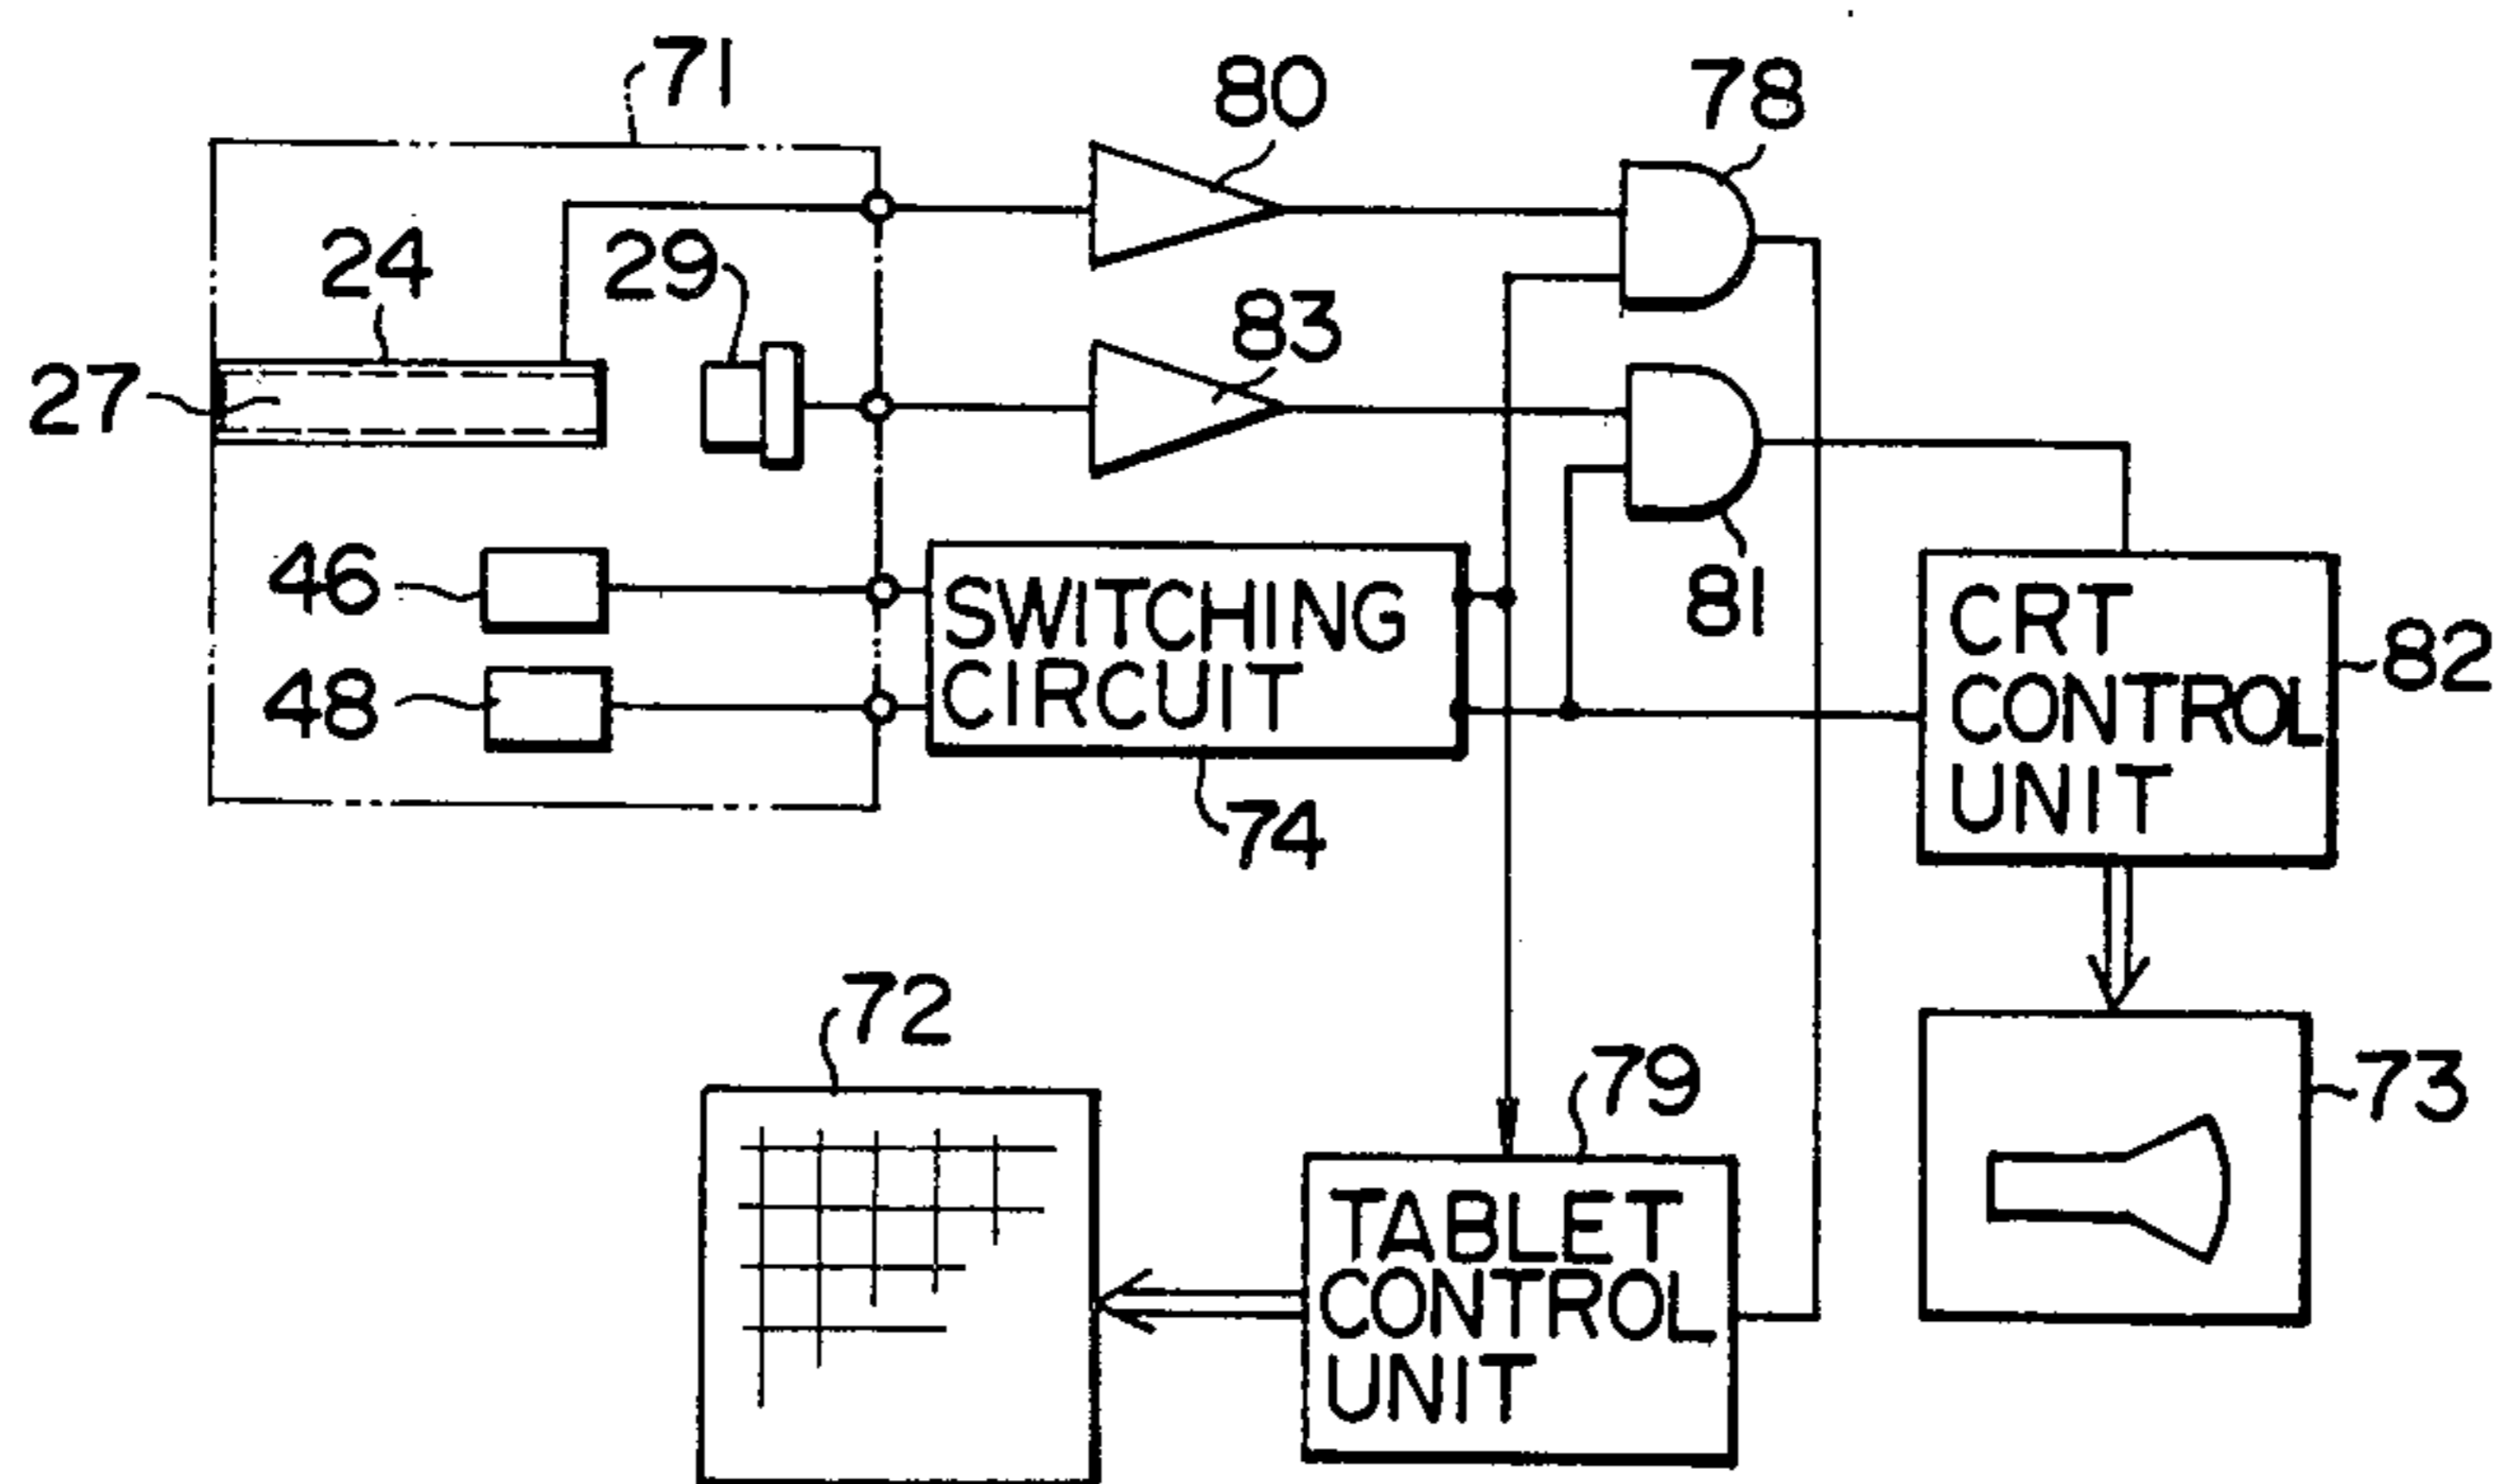 71
80
78
24
29
83
27
46
SWITCHING
CIRCUIT
81
CRT
CONTROL
UNIT
82
48
74
72
79
73
TABLET
CONTROL
UNIT